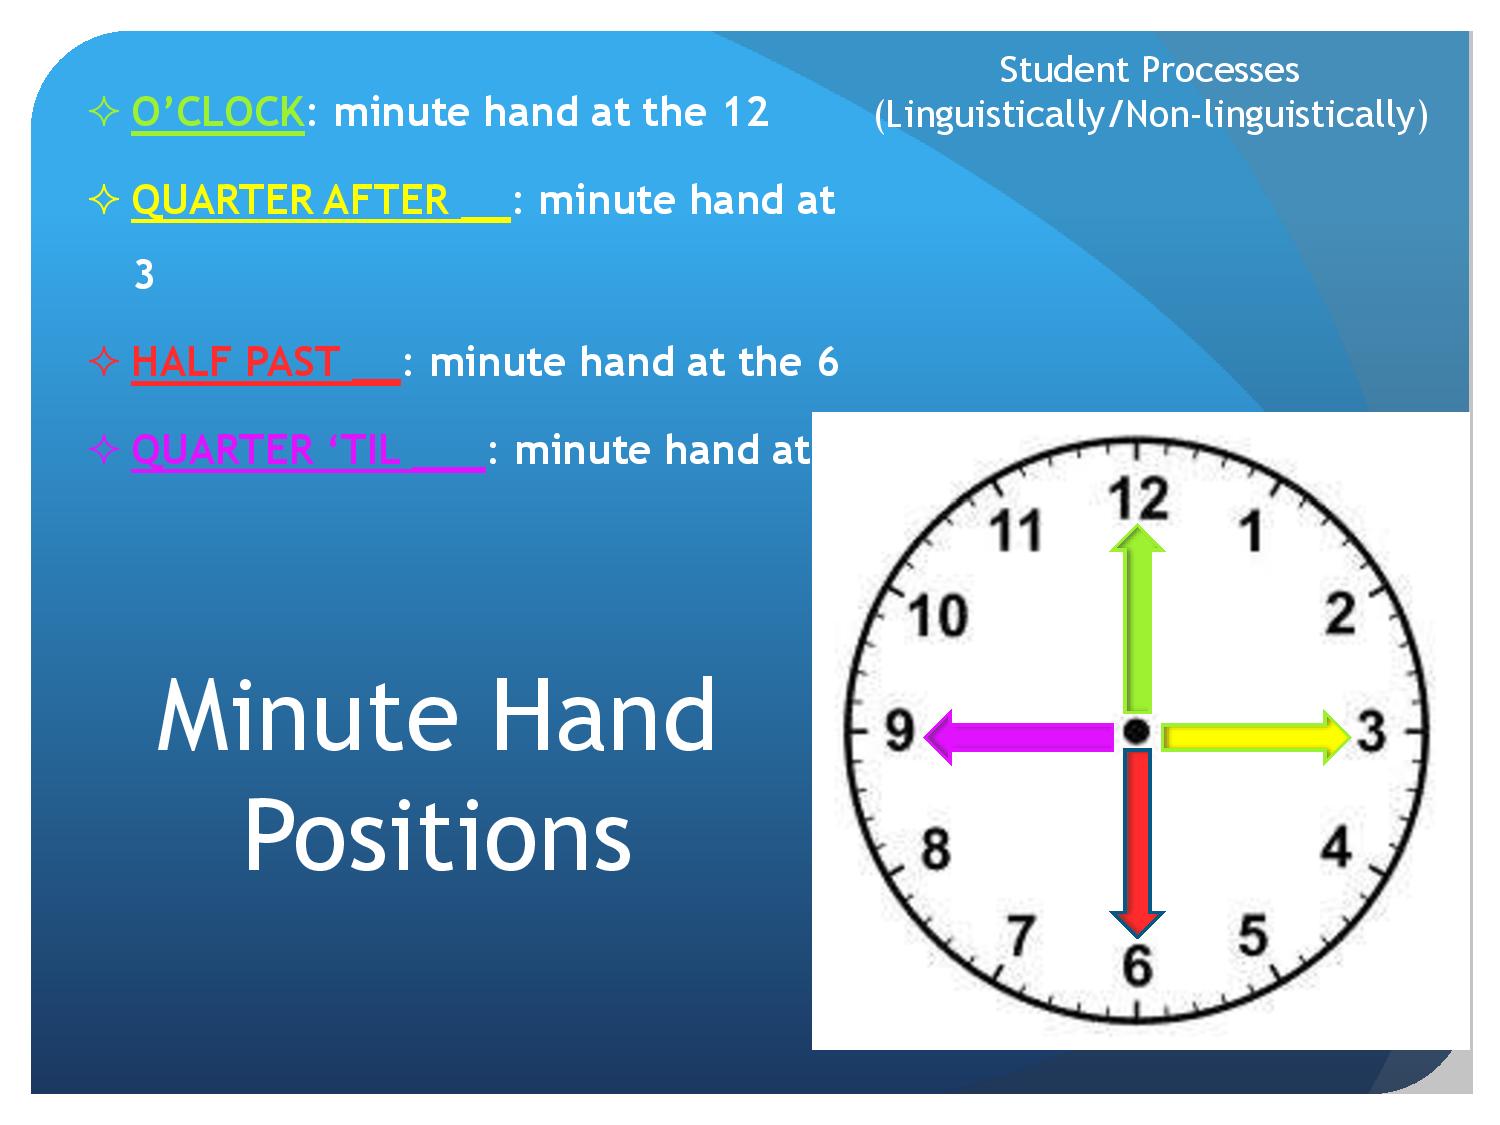 Student Processes
(Linguistically/Non-linguistically)
O’CLOCK: minute hand at the 12
QUARTER AFTER __: minute hand at
3
HALF PAST __: minute hand at the 6
QUARTER ‘TIL ___: minute hand at
Minute Hand
Positions
12
11
1
10
2
9
3
8
4
7
5
6